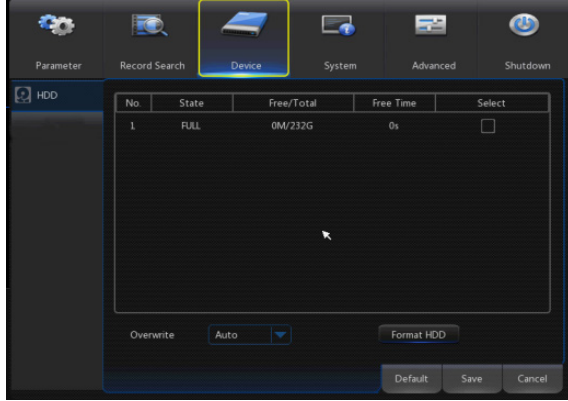 Parameter Record Search Device System Advanced Shutdown
HDD
No. State Free/Total Free Time Select
1 FULL 0M/232G 0s
Overwrite Auto Format HDD
Default Save Cancel